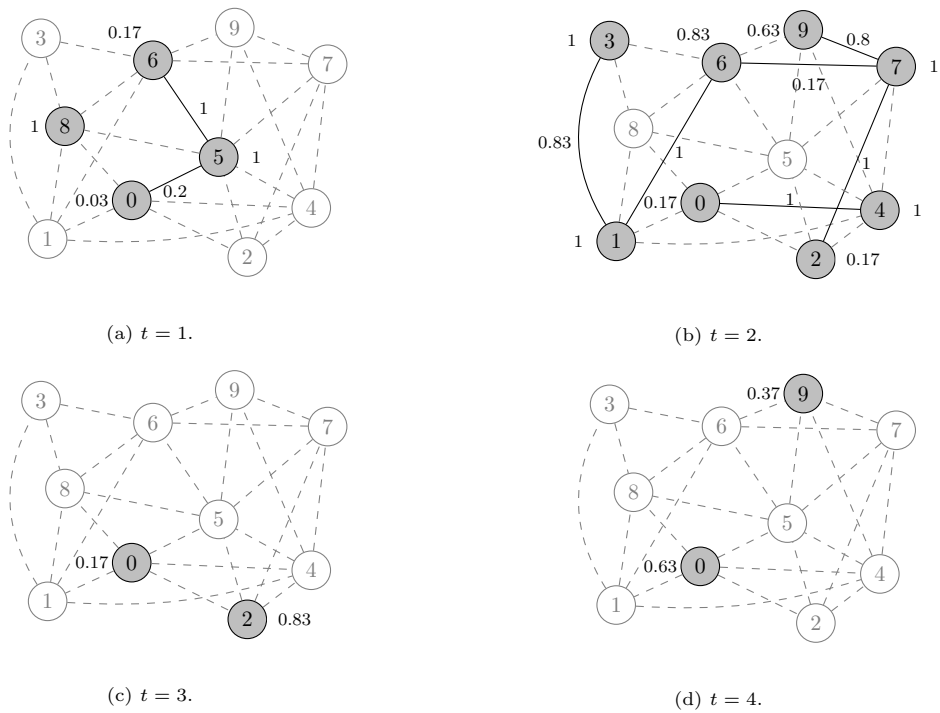 0.17
9
3
6
7
1
1 8
5 1
0.03 0 0.2
4
1
2
(a) t = 1.
0.63 9 0.8
1 3 0.83 6
7 1
0.17
8
0.83 1 5 1
0.17 0 1 4 1
1 1
2 0.17
(b) t = 2.
9
3
6 7
8
5
0.17 0 4
1
2 0.83
(c) t = 3.
0.37 9
3
6 7
8
5
0.63 0 4
1
2
(d) t = 4.